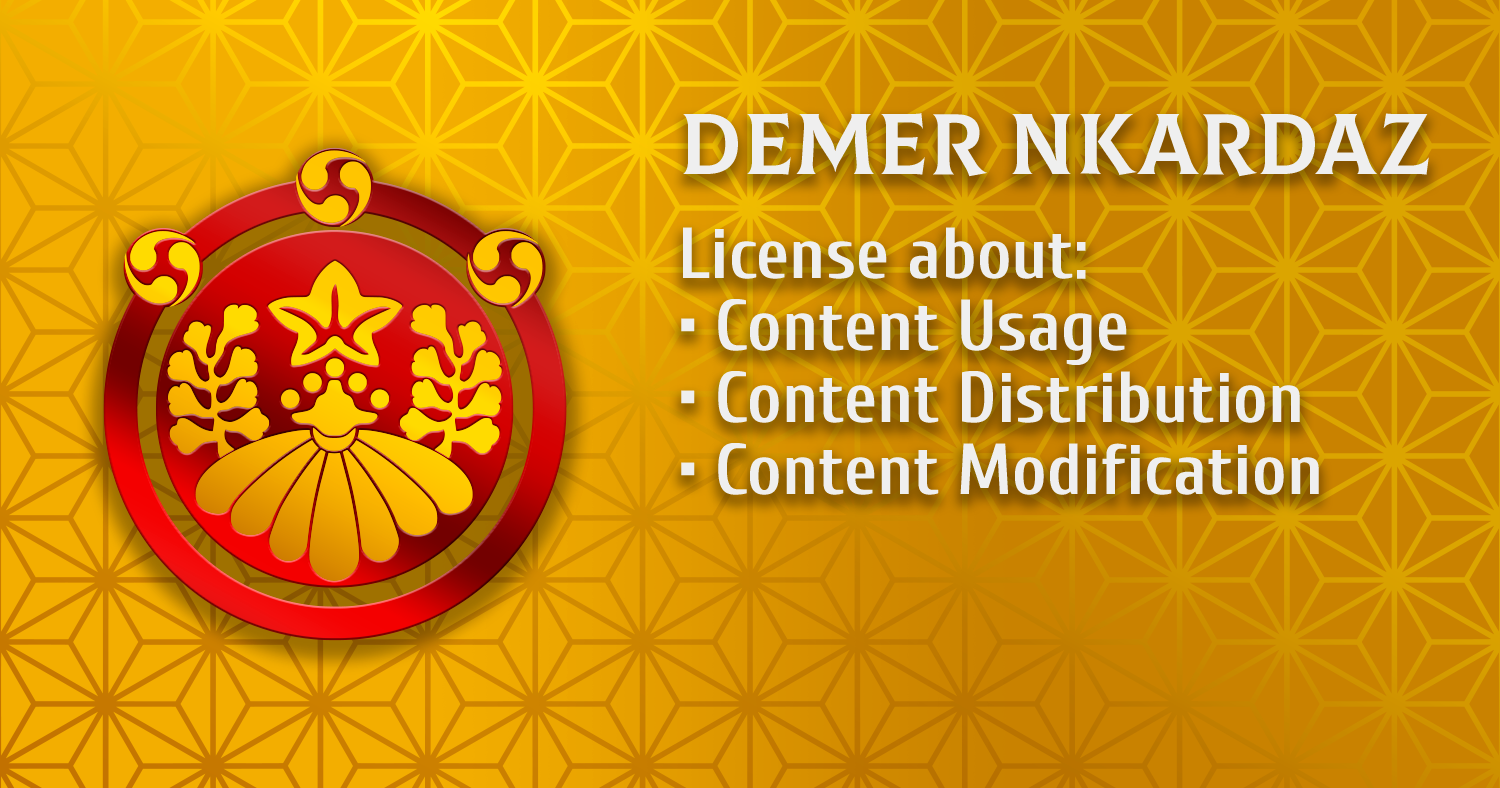 DEMER NKARDAZ
License about:
▪ Content Usage
▪ Content Distribution
▪ Content Modification